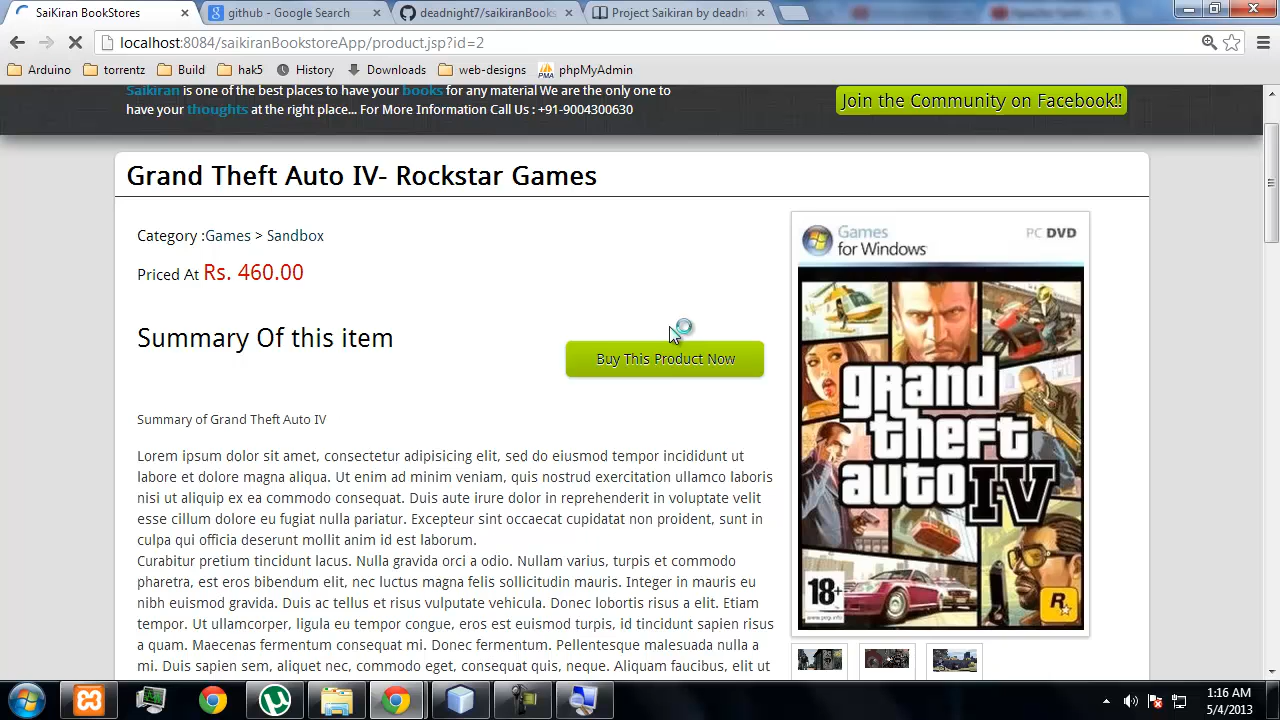 SaiKiran BookStores
github - Google Search
deadnight7/saikiranBooks
Project Saikiran by deadni
localhost:8084/saikiranBookstoreApp/product.jsp?id=2
Arduino
torrentz
Build
hak5
History
Downloads
web-designs
PMA
phpMyAdmin
Saikiran is one of the best places to have your books for any material We are the only one to
have your thoughts at the right place... For More Information Call Us : +91-9004300630
Join the Community on Facebook!!
Grand Theft Auto IV- Rockstar Games
Category :Games > Sandbox
Priced At Rs. 460.00
Summary Of this item
Buy This Product Now
Summary of Grand Theft Auto IV
Lorem ipsum dolor sit amet, consectetur adipisicing elit, sed do eiusmod tempor incididunt ut
labore et dolore magna aliqua. Ut enim ad minim veniam, quis nostrud exercitation ullamco laboris
nisi ut aliquip ex ea commodo consequat. Duis aute irure dolor in reprehenderit in voluptate velit
esse cillum dolore eu fugiat nulla pariatur. Excepteur sint occaecat cupidatat non proident, sunt in
culpa qui officia deserunt mollit anim id est laborum.
Curabitur pretium tincidunt lacus. Nulla gravida orci a odio. Nullam varius, turpis et commodo
pharetra, est eros bibendum elit, nec luctus magna felis sollicitudin mauris. Integer in mauris eu
nibh euismod gravida. Duis ac tellus et risus vulputate vehicula. Donec lobortis risus a elit. Etiam
tempor. Ut ullamcorper, ligula eu tempor congue, eros est euismod turpis, id tincidunt sapien risus
a quam. Maecenas fermentum consequat mi. Donec fermentum. Pellentesque malesuada nulla a
mi. Duis sapien sem, aliquet nec, commodo eget, consequat quis, neque. Aliquam faucibus, elit ut
Games
for Windows
PC DVD
grand
theft
auto IV
18+
www.pegi.info
R
1:16 AM
5/4/2013